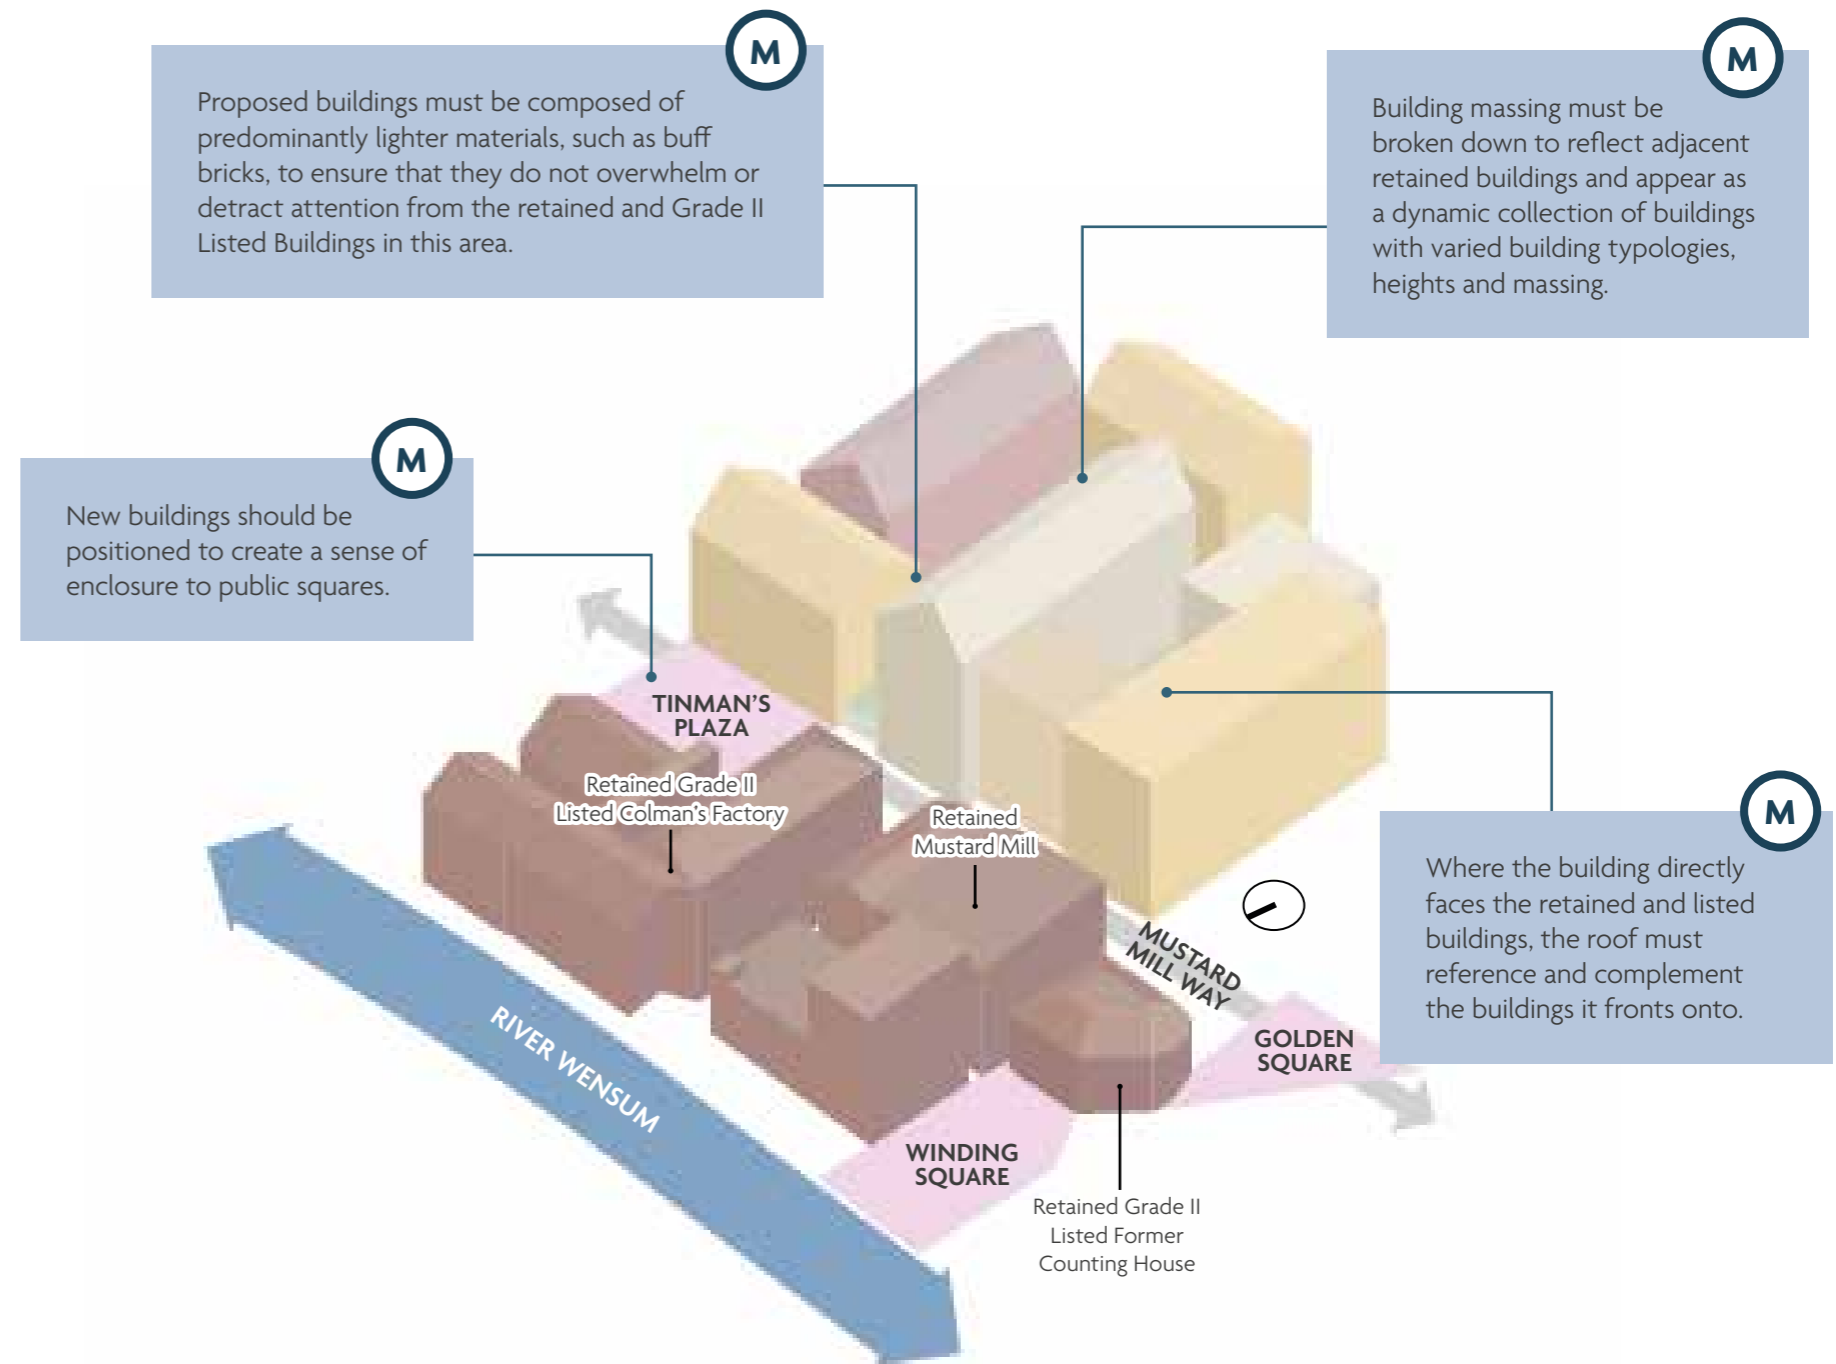 M
Proposed buildings must be composed of
predominantly lighter materials, such as buff
bricks, to ensure that they do not overwhelm or
detract attention from the retained and Grade II
Listed Buildings in this area.
M
Building massing must be
broken down to reflect adjacent
retained buildings and appear as
a dynamic collection of buildings
with varied building typologies,
heights and massing.
M
New buildings should be
positioned to create a sense of
enclosure to public squares.
TINMAN'S
PLAZA
Retained Grade II
Listed Colman's Factory
Retained
Mustard Mill
M
Where the building directly
faces the retained and listed
buildings, the roof must
reference and complement
the buildings it fronts onto.
MUSTARD
MILL WAY
GOLDEN
SQUARE
RIVER WENSUM
WINDING
SQUARE
Retained Grade II
Listed Former
Counting House